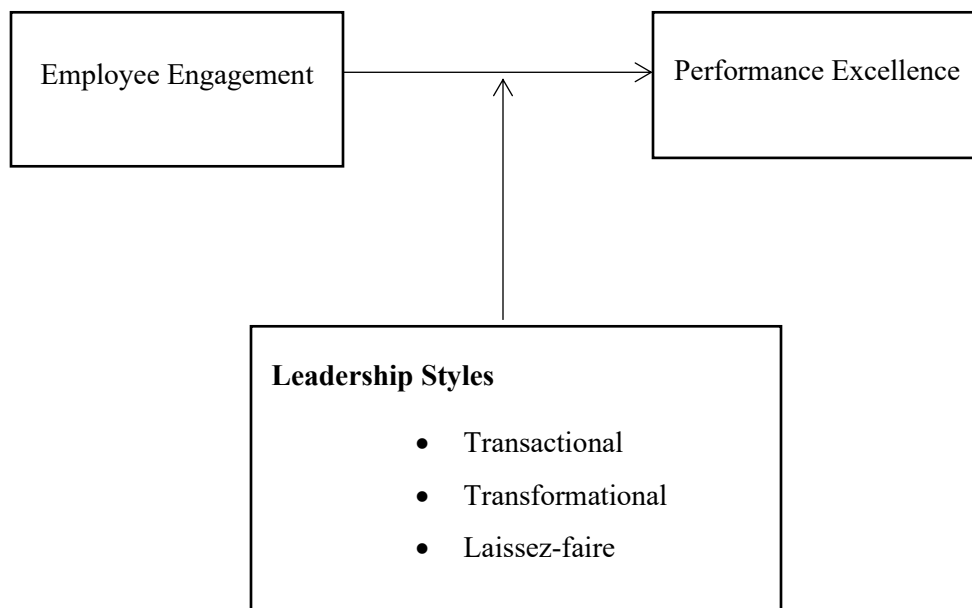 Employee Engagement
Performance Excellence
Leadership Styles
• Transactional
• Transformational
• Laissez-faire